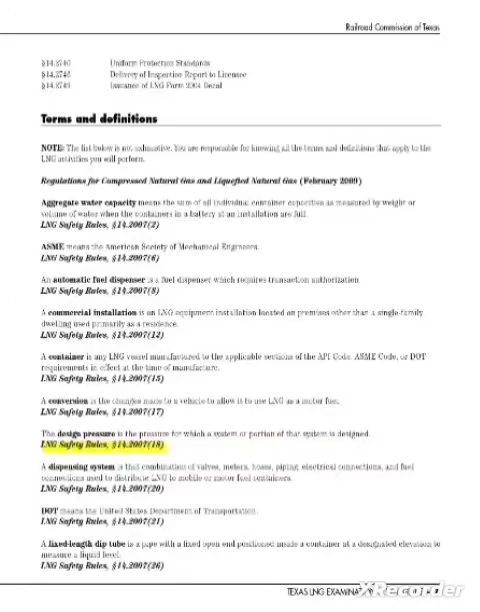 Railroad Commission of Texas
§14.2740 Uniform Protection Standards
§14.2746 Delivery of Inspection Report to Licensee
§14.2749 Issuance of LNG Form 2004 Decal
Terms and definitions
NOTE: The list below is not exhaustive. You are responsible for knowing all the terms and definitions that apply to the
LNG activities you will perform.
Regulations for Compressed Natural Gas and Liquefied Natural Gas (February 2009)
Aggregate water capacity means the sum of all individual container capacities as measured by weight or
volume of water when the containers in a battery at an installation are full.
LNG Safety Rules, §14.2007(2)
ASME means the American Society of Mechanical Engineers.
LNG Safety Rules, §14.2007(6)
An automatic fuel dispenser is a fuel dispenser which requires transaction authorization.
LNG Safety Rules, §14.2007(8)
A commercial installation is an LNG equipment installation located on premises other than a single-family
dwelling used primarily as a residence.
LNG Safety Rules, §14.2007(12)
A container is any LNG vessel manufactured to the applicable sections of the API Code, ASME Code, or DOT
requirements in effect at the time of manufacture.
LNG Safety Rules, §14.2007(15)
A conversion is the changes made to a vehicle to allow it to use LNG as a motor fuel.
LNG Safety Rules, §14.2007(17)
The design pressure is the pressure for which a system or portion of that system is designed.
LNG Safety Rules, §14.2007(18)
A dispensing system is that combination of valves, meters, hoses, piping, electrical connections, and fuel
connections used to distribute LNG to mobile or motor fuel containers.
LNG Safety Rules, §14.2007(20)
DOT means the United States Department of Transportation.
LNG Safety Rules, §14.2007(21)
A fixed-length dip tube is a pipe with a fixed open end positioned inside a container at a designated elevation to
measure a liquid level.
LNG Safety Rules, §14.2007(26)
TEXAS LNG EXAMINATION
XRecorder